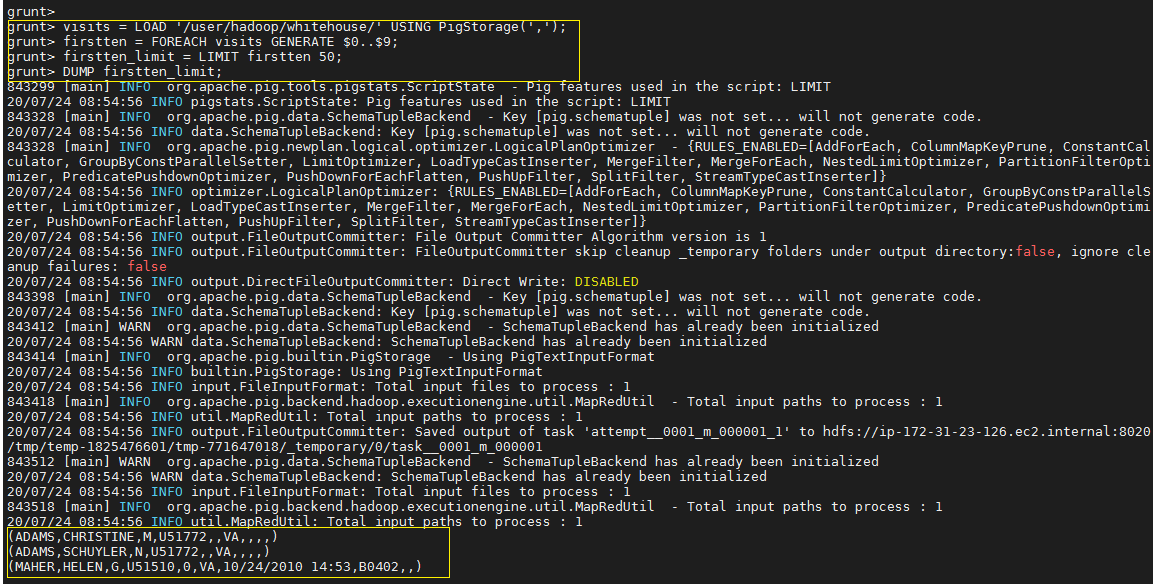 grunt>
grunt> visits = LOAD '/user/hadoop/whitehouse/' USING PigStorage(',');
grunt> firstten = FOREACH visits GENERATE $0..$9;
grunt> firstten_limit = LIMIT firstten 50;
grunt> DUMP firstten_limit;
843299 [main] INFO  org.apache.pig.tools.pigstats.ScriptState  - Pig features used in the script: LIMIT
20/07/24 08:54:56 INFO pigstats.ScriptState: Pig features used in the script: LIMIT
843328 [main] INFO  org.apache.pig.data.SchemaTupleBackend  - Key [pig.schematuple] was not set... will not generate code.
20/07/24 08:54:56 INFO data.SchemaTupleBackend: Key [pig.schematuple] was not set... will not generate code.
843328 [main] INFO  org.apache.pig.newplan.logical.optimizer.LogicalPlanOptimizer  - {RULES_ENABLED=[AddForEach, ColumnMapKeyPrune, ConstantCal
culator, GroupByConstParallelSetter, LimitOptimizer, LoadTypeCastInserter, MergeFilter, MergeForEach, NestedLimitOptimizer, PartitionFilterOpti
mizer, PredicatePushdownOptimizer, PushDownForEachFlatten, PushUpFilter, SplitFilter, StreamTypeCastInserter]}
20/07/24 08:54:56 INFO optimizer.LogicalPlanOptimizer: {RULES_ENABLED=[AddForEach, ColumnMapKeyPrune, ConstantCalculator, GroupByConstParallelS
etter, LimitOptimizer, LoadTypeCastInserter, MergeFilter, MergeForEach, NestedLimitOptimizer, PartitionFilterOptimizer, PredicatePushdownOptimi
zer, PushDownForEachFlatten, PushUpFilter, SplitFilter, StreamTypeCastInserter]}
20/07/24 08:54:56 INFO output.FileOutputCommitter: File Output Committer Algorithm version is 1
20/07/24 08:54:56 INFO output.FileOutputCommitter: FileOutputCommitter skip cleanup _temporary folders under output directory:false, ignore cle
anup failures: false
20/07/24 08:54:56 INFO output.DirectFileOutputCommitter: Direct Write: DISABLED
843398 [main] INFO  org.apache.pig.data.SchemaTupleBackend  - Key [pig.schematuple] was not set... will not generate code.
20/07/24 08:54:56 INFO data.SchemaTupleBackend: Key [pig.schematuple] was not set... will not generate code.
843412 [main] WARN  org.apache.pig.data.SchemaTupleBackend  - SchemaTupleBackend has already been initialized
20/07/24 08:54:56 WARN data.SchemaTupleBackend: SchemaTupleBackend has already been initialized
843414 [main] INFO  org.apache.pig.builtin.PigStorage  - Using PigTextInputFormat
20/07/24 08:54:56 INFO builtin.PigStorage: Using PigTextInputFormat
20/07/24 08:54:56 INFO input.FileInputFormat: Total input files to process : 1
843418 [main] INFO  org.apache.pig.backend.hadoop.executionengine.util.MapRedUtil  - Total input paths to process : 1
20/07/24 08:54:56 INFO util.MapRedUtil: Total input paths to process : 1
20/07/24 08:54:56 INFO output.FileOutputCommitter: Saved output of task 'attempt__0001_m_000001_1' to hdfs://ip-172-31-23-126.ec2.internal:8020
/tmp/temp-1825476601/tmp-771647018/_temporary/0/task__0001_m_000001
843512 [main] WARN  org.apache.pig.data.SchemaTupleBackend  - SchemaTupleBackend has already been initialized
20/07/24 08:54:56 WARN data.SchemaTupleBackend: SchemaTupleBackend has already been initialized
20/07/24 08:54:56 INFO input.FileInputFormat: Total input files to process : 1
843518 [main] INFO  org.apache.pig.backend.hadoop.executionengine.util.MapRedUtil  - Total input paths to process : 1
20/07/24 08:54:56 INFO util.MapRedUtil: Total input paths to process : 1
(ADAMS,CHRISTINE,M,U51772,,VA,,,,)
(ADAMS,SCHUYLER,N,U51772,,VA,,,,)
(MAHER,HELEN,G,U51510,0,VA,10/24/2010 14:53,B0402,,)